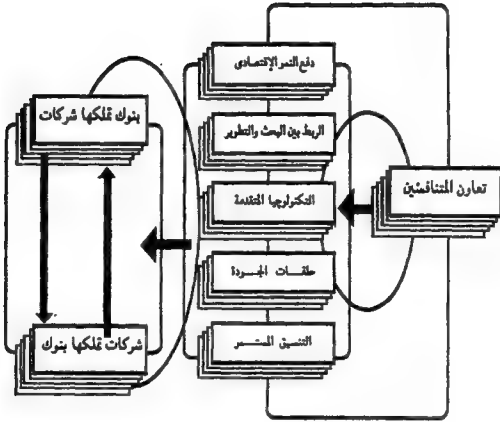 دفع النمو الإقتصادى
بنوك تملكها شركات
الربط بين البحث والتطوير
تعاون المتنافسين
التكنولوجيا المتقدمة
حلقات الجودة
شركات تملكها بنوك
التنسيق المستمر